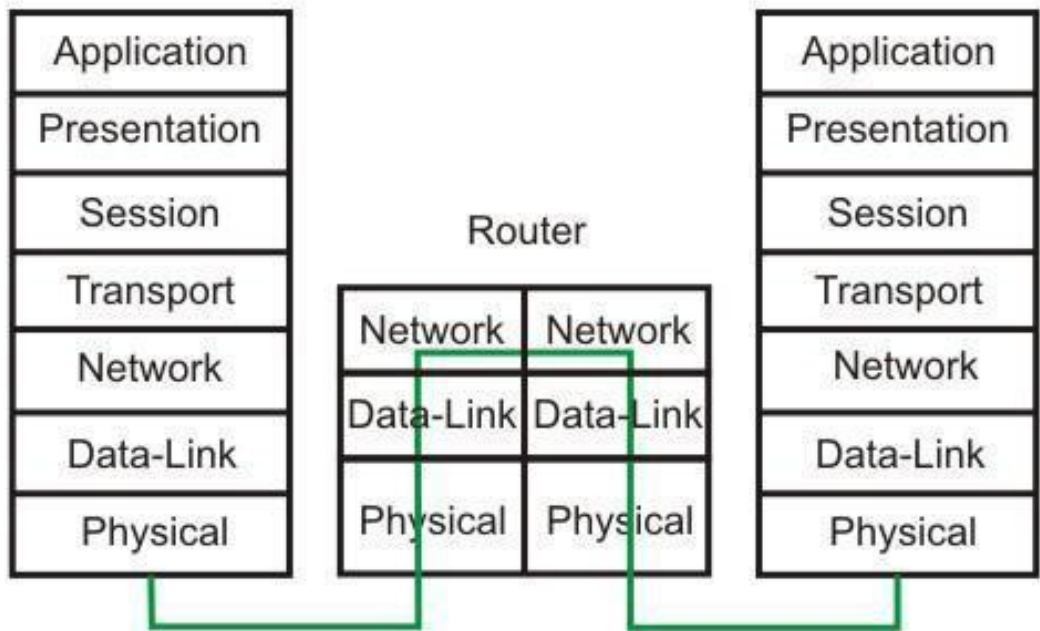 Application
Presentation
Session
Transport
Network
Data-Link
Physical
Router
Network Network
Data-Link Data-Link
Physical Physical
Application
Presentation
Session
Transport
Network
Data-Link
Physical